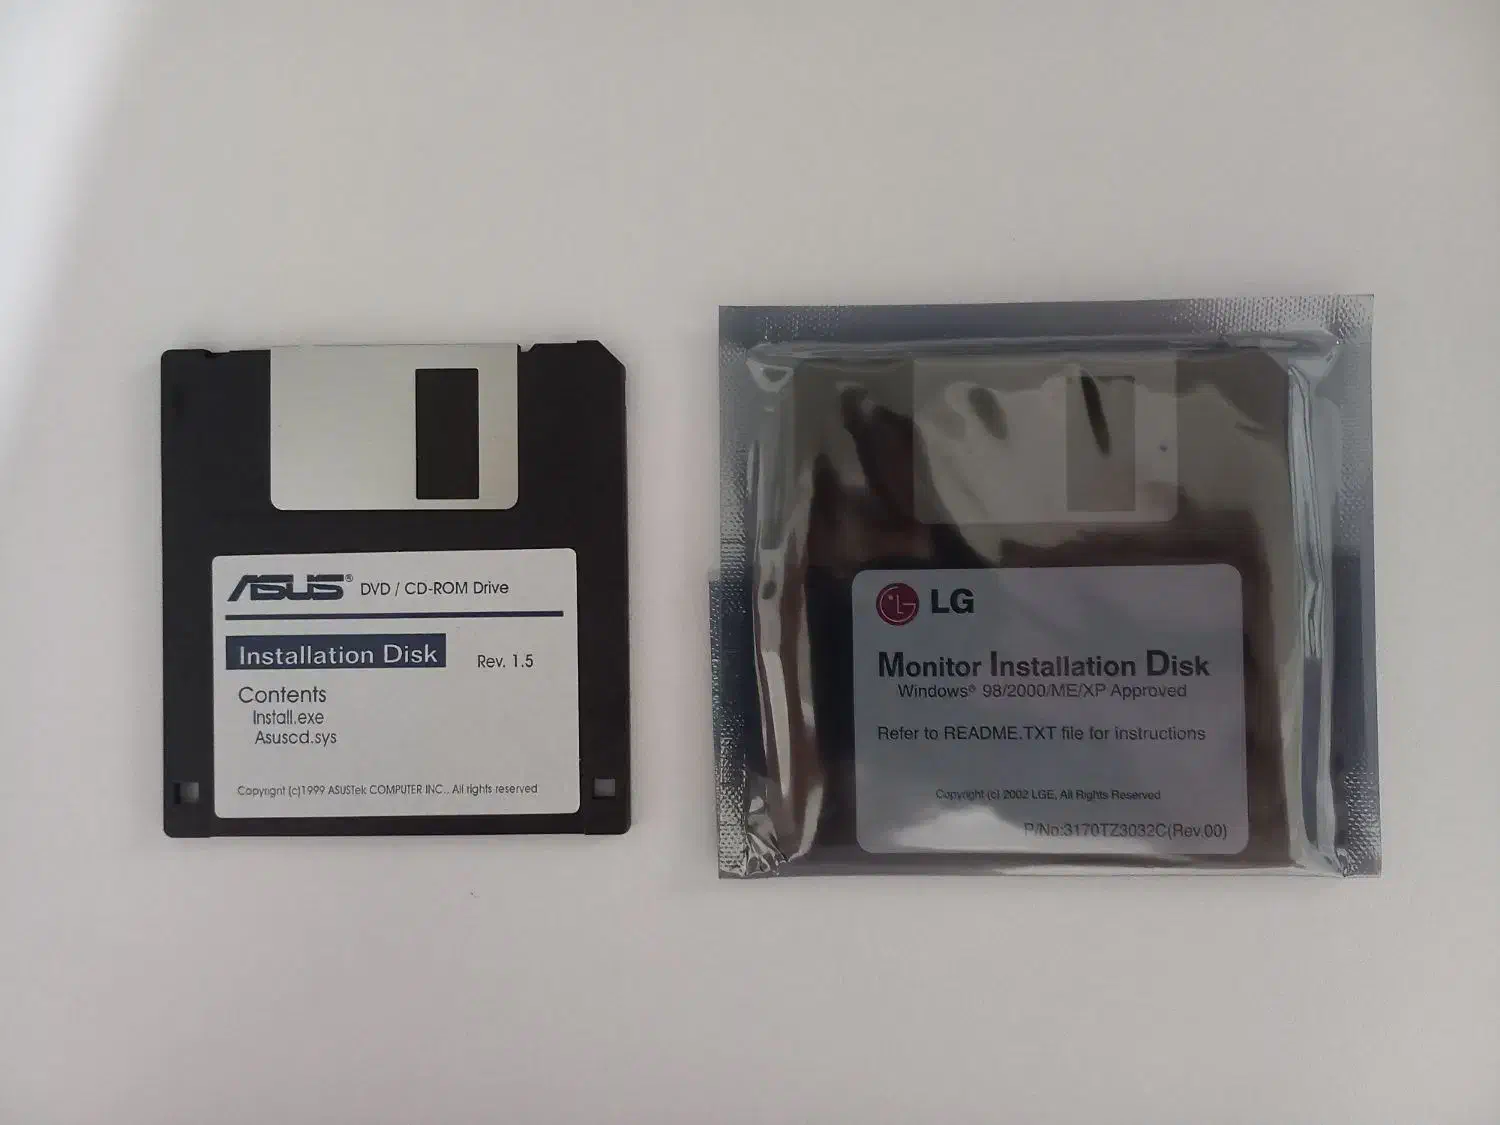 ASUS® DVD / CD-ROM Drive
Installation Disk Rev. 1.5
Contents
Install.exe
Asuscd.sys
Copyright (c)1999 ASUSTek COMPUTER INC., All rights reserved
LG
Monitor Installation Disk
Windows® 98/2000/ME/XP Approved
Refer to README.TXT file for instructions
Copyright (c) 2002 LGE, All Rights Reserved
P/No:3170TZ3032C(Rev.00)